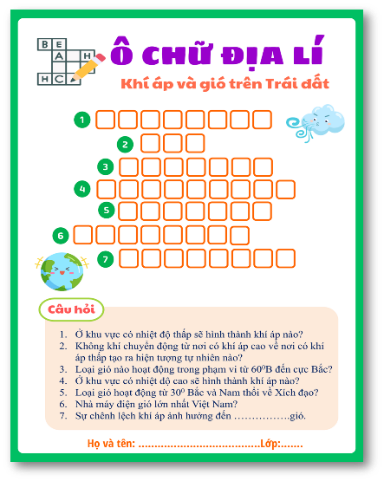 B E
A H
H C
Ô CHỮ ĐỊA LÍ
Khí áp và gió trên Trái đất
1
2
3
4
5
6
7
Câu hỏi
1. Ở khu vực có nhiệt độ thấp sẽ hình thành khí áp nào?
2. Không khí chuyển động từ nơi có khí áp cao về nơi có khí
áp thấp tạo ra hiện tượng tự nhiên nào?
3. Loại gió nào hoạt động trong phạm vi từ 60⁰B đến cực Bắc?
4. Ở khu vực có nhiệt độ cao sẽ hình thành khí áp nào?
5. Loại gió hoạt động từ 30⁰ Bắc và Nam thổi về Xích đạo?
6. Nhà máy điện gió lớn nhất Việt Nam?
7. Sự chênh lệch khí áp ảnh hưởng đến …………….gió.
Họ và tên: .....................................Lớp:.......